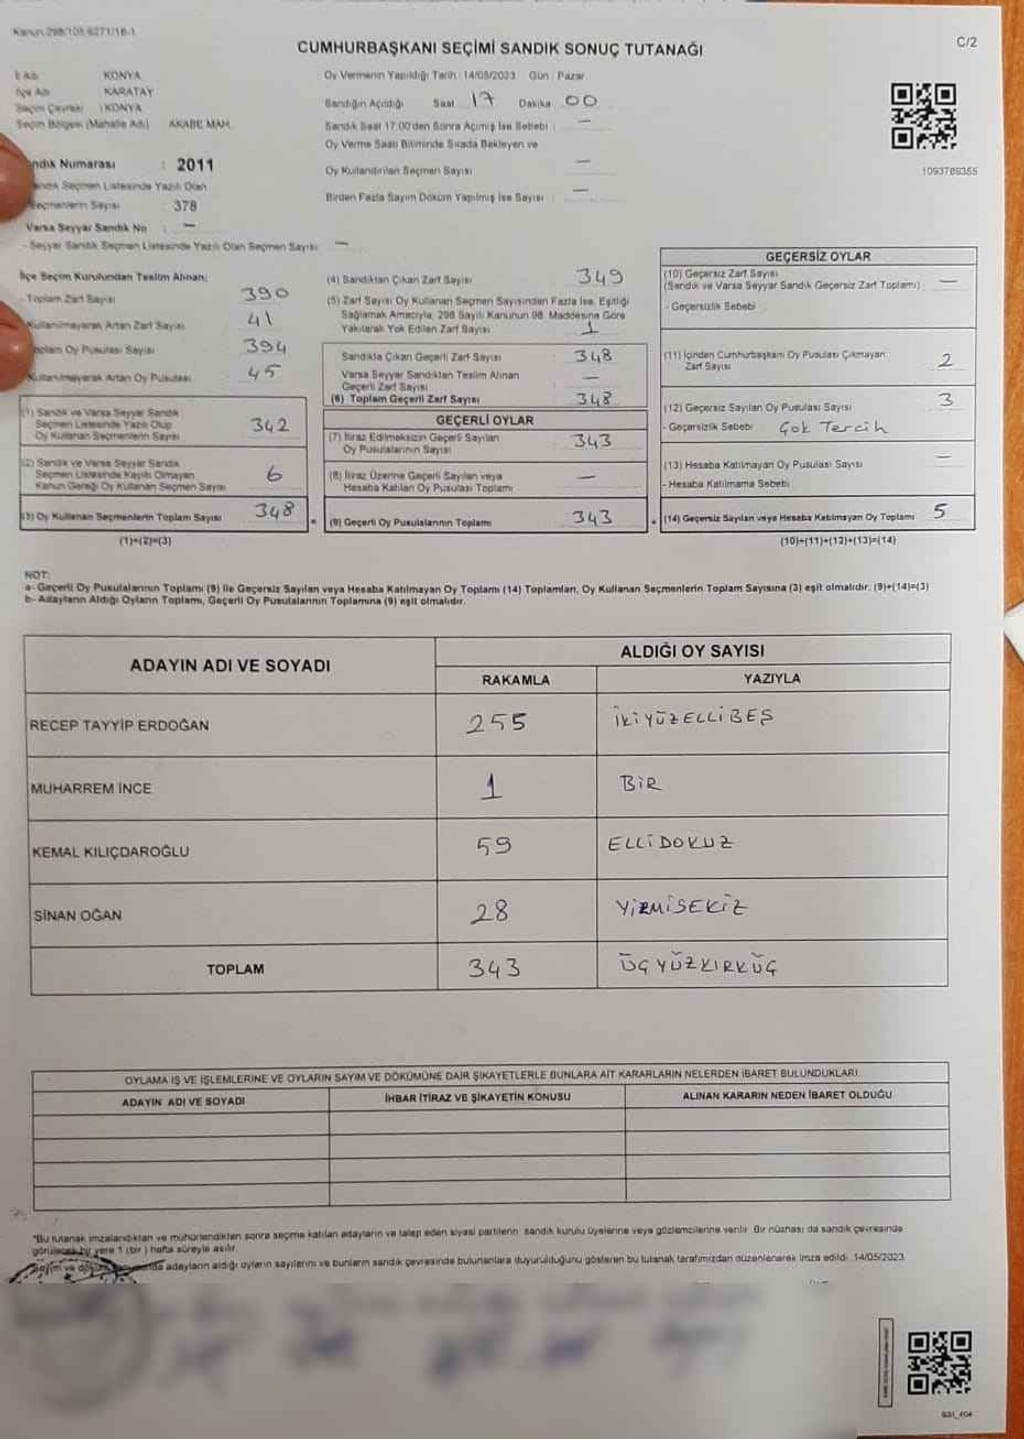 Kanun 298/105 6271/18-1
CUMHURBAŞKANI SEÇİMİ SANDIK SONUÇ TUTANAĞI
C/2
İl Adı KONYA
İlçe Adı KARATAY
Seçim Çevresi : KONYA
Seçim Bölgesi (Mahalle Adı) AKABE MAH.
Oy Vermenin Yapıldığı Tarih : 14/05/2023 Gün : Pazar
Sandığın Açıldığı Saat 17 Dakika 00
Sandık Saat 17:00'den Sonra Açılmış İse Sebebi : —
Oy Verme Saati Bitiminde Sırada Bekleyen ve
Oy Kullandırılan Seçmen Sayısı —
Birden Fazla Sayım Döküm Yapılmış İse Sayısı : —
1093789355
Sandık Numarası : 2011
Sandık Seçmen Listesinde Yazılı Olan
Seçmenlerin Sayısı 378
Varsa Seyyar Sandık No : —
- Seyyar Sandık Seçmen Listesinde Yazılı Olan Seçmen Sayısı —
İlçe Seçim Kurulundan Teslim Alınan;
- Toplam Zarf Sayısı 390
Kullanılmayarak Artan Zarf Sayısı 41
Toplam Oy Pusulası Sayısı 394
Kullanılmayarak Artan Oy Pusulası 45
(1) Sandık ve Varsa Seyyar Sandık
Seçmen Listesinde Yazılı Olup
Oy Kullanan Seçmenlerin Sayısı 342
(2) Sandık ve Varsa Seyyar Sandık
Seçmen Listesinde Kayıtlı Olmayan
Kanun Gereği Oy Kullanan Seçmen Sayısı 6
(3) Oy Kullanan Seçmenlerin Toplam Sayısı 348
(1)+(2)=(3)
(4) Sandıktan Çıkan Zarf Sayısı 349
(5) Zarf Sayısı Oy Kullanan Seçmen Sayısından Fazla İse, Eşitliği
Sağlamak Amacıyla, 298 Sayılı Kanunun 98. Maddesine Göre
Yakılarak Yok Edilen Zarf Sayısı 1
Sandıkta Çıkan Geçerli Zarf Sayısı 348
Varsa Seyyar Sandıktan Teslim Alınan
Geçerli Zarf Sayısı —
(6) Toplam Geçerli Zarf Sayısı 348
GEÇERLİ OYLAR
(7) İtiraz Edilmeksizin Geçerli Sayılan
Oy Pusulalarının Sayısı 343
(8) İtiraz Üzerine Geçerli Sayılan veya
Hesaba Katılan Oy Pusulası Toplamı —
(9) Geçerli Oy Pusulalarının Toplamı 343
GEÇERSİZ OYLAR
(10) Geçersiz Zarf Sayısı
(Sandık ve Varsa Seyyar Sandık Geçersiz Zarf Toplamı) —
- Geçersizlik Sebebi
(11) İçinden Cumhurbaşkanı Oy Pusulası Çıkmayan
Zarf Sayısı 2
(12) Geçersiz Sayılan Oy Pusulası Sayısı 3
- Geçersizlik Sebebi Çok Tercih
(13) Hesaba Katılmayan Oy Pusulası Sayısı —
- Hesaba Katılmama Sebebi
(14) Geçersiz Sayılan veya Hesaba Katılmayan Oy Toplamı 5
(10)+(11)+(12)+(13)=(14)
NOT:
a- Geçerli Oy Pusulalarının Toplamı (9) ile Geçersiz Sayılan veya Hesaba Katılmayan Oy Toplamı (14) Toplamları, Oy Kullanan Seçmenlerin Toplam Sayısına (3) eşit olmalıdır. (9)+(14)=(3)
b- Adayların Aldığı Oyların Toplamı, Geçerli Oy Pusulalarının Toplamına (9) eşit olmalıdır.
ADAYIN ADI VE SOYADI
ALDIĞI OY SAYISI
RAKAMLA YAZIYLA
RECEP TAYYİP ERDOĞAN 255 İKİYÜZELLİBEŞ
MUHARREM İNCE 1 BİR
KEMAL KILIÇDAROĞLU 59 ELLİDOKUZ
SİNAN OĞAN 28 YİRMİSEKİZ
TOPLAM 343 ÜÇYÜZKIRKÜÇ
OYLAMA İŞ VE İŞLEMLERİNE VE OYLARIN SAYIM VE DÖKÜMÜNE DAİR ŞİKAYETLERLE BUNLARA AİT KARARLARIN NELERDEN İBARET BULUNDUKLARI
ADAYIN ADI VE SOYADI İHBAR İTİRAZ VE ŞİKAYETİN KONUSU ALINAN KARARIN NEDEN İBARET OLDUĞU
"Bu tutanak imzalandıktan ve mühürlendikten sonra seçime katılan adayların ve talep eden siyasi partilerin sandık kurulu üyelerine veya gözlemcilerine verilir. Bir nüshası da sandık çevresinde
görülecek bir yere 1 (bir ) hafta süreyle asılır.
Seçim ve adayların aldığı oyların sayılarını ve bunların sandık çevresinde bulunanlara duyurulduğunu gösteren bu tutanak tarafımızdan düzenlenerek imza edildi. 14/05/2023